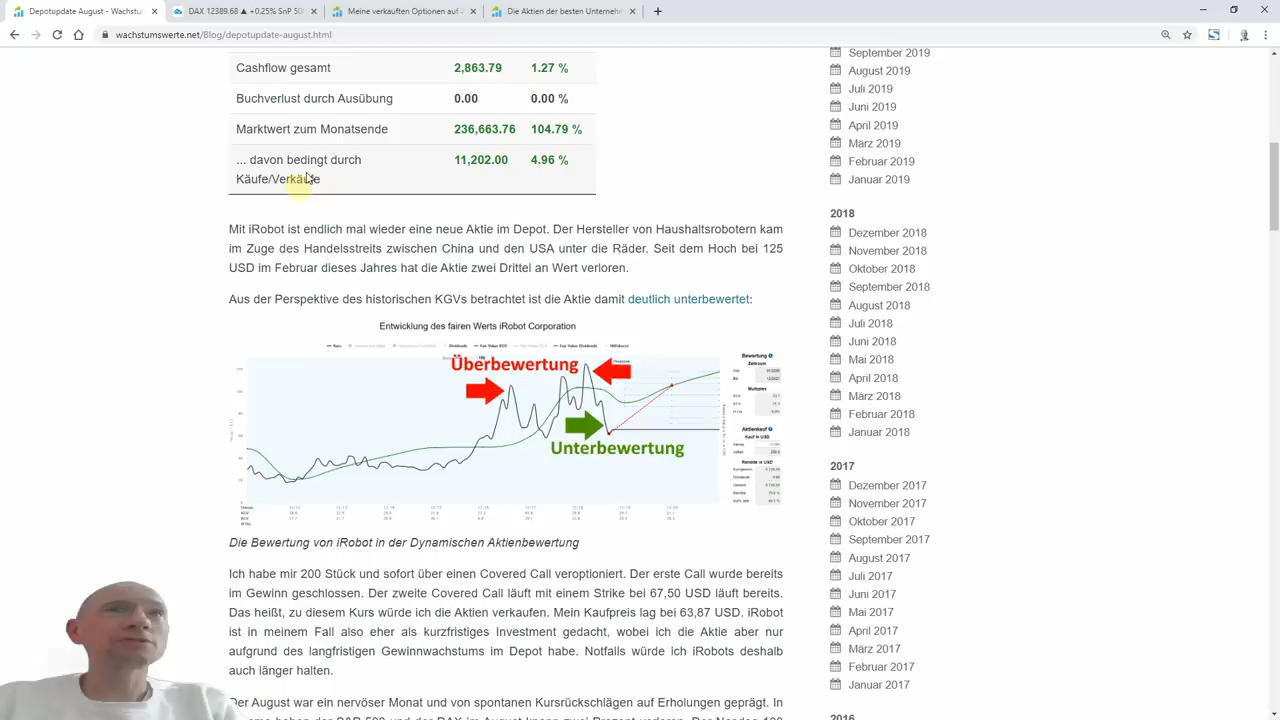 Depotupdate August - Wachstums
DAX 12389.68 +0.25% SnP 50
Meine verkauften Optionen auf
Die Aktien der besten Unterneh
wachstumswerte.net/Blog/depotupdate-august.html
Cashflow gesamt 2,863.79 1.27 %
Buchverlust durch Ausübung 0.00 0.00 %
Marktwert zum Monatsende 236,663.76 104.78 %
... davon bedingt durch 11,202.00 4.96 %
Käufe/Verkäufe
Mit iRobot ist endlich mal wieder eine neue Aktie im Depot. Der Hersteller von Haushaltsrobotern kam
im Zuge des Handelsstreits zwischen China und den USA unter die Räder. Seit dem Hoch bei 125
USD im Februar dieses Jahres hat die Aktie zwei Drittel an Wert verloren.
Aus der Perspektive des historischen KGVs betrachtet ist die Aktie damit deutlich unterbewertet:
Entwicklung des fairen Werts iRobot Corporation
Überbewertung
Unterbewertung
Bewertung
Zeitraum
Multiples
Aktienkauf
Kauf in USD
Rendite in USD
Die Bewertung von iRobot in der Dynamischen Aktienbewertung
Ich habe mir 200 Stück und sofort über einen Covered Call veroptioniert. Der erste Call wurde bereits
im Gewinn geschlossen. Der zweite Covered Call läuft mit einem Strike bei 67,50 USD läuft bereits.
Das heißt, zu diesem Kurs würde ich die Aktien verkaufen. Mein Kaufpreis lag bei 63,87 USD. iRobot
ist in meinem Fall also eher als kurzfristiges Investment gedacht, wobei ich die Aktie aber nur
aufgrund des langfristigen Gewinnwachstums im Depot habe. Notfalls würde ich iRobots deshalb
auch länger halten.
Der August war ein nervöser Monat und von spontanen Kursrückschlägen auf Erholungen geprägt. In
September 2019
August 2019
Juli 2019
Juni 2019
April 2019
März 2019
Februar 2019
Januar 2019
2018
Dezember 2018
November 2018
Oktober 2018
September 2018
August 2018
Juli 2018
Juni 2018
Mai 2018
April 2018
März 2018
Februar 2018
Januar 2018
2017
Dezember 2017
November 2017
Oktober 2017
September 2017
August 2017
Juli 2017
Juni 2017
Mai 2017
April 2017
März 2017
Februar 2017
Januar 2017
2016